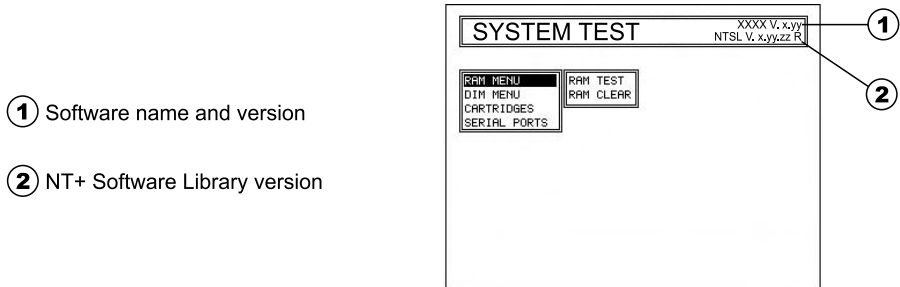 1 Software name and version
2 NT+ Software Library version
SYSTEM TEST
XXXX V. x.yy
NTSL V. x.yy.zz R
1
2
RAM MENU
DIM MENU
CARTRIDGES
SERIAL PORTS
RAM TEST
RAM CLEAR